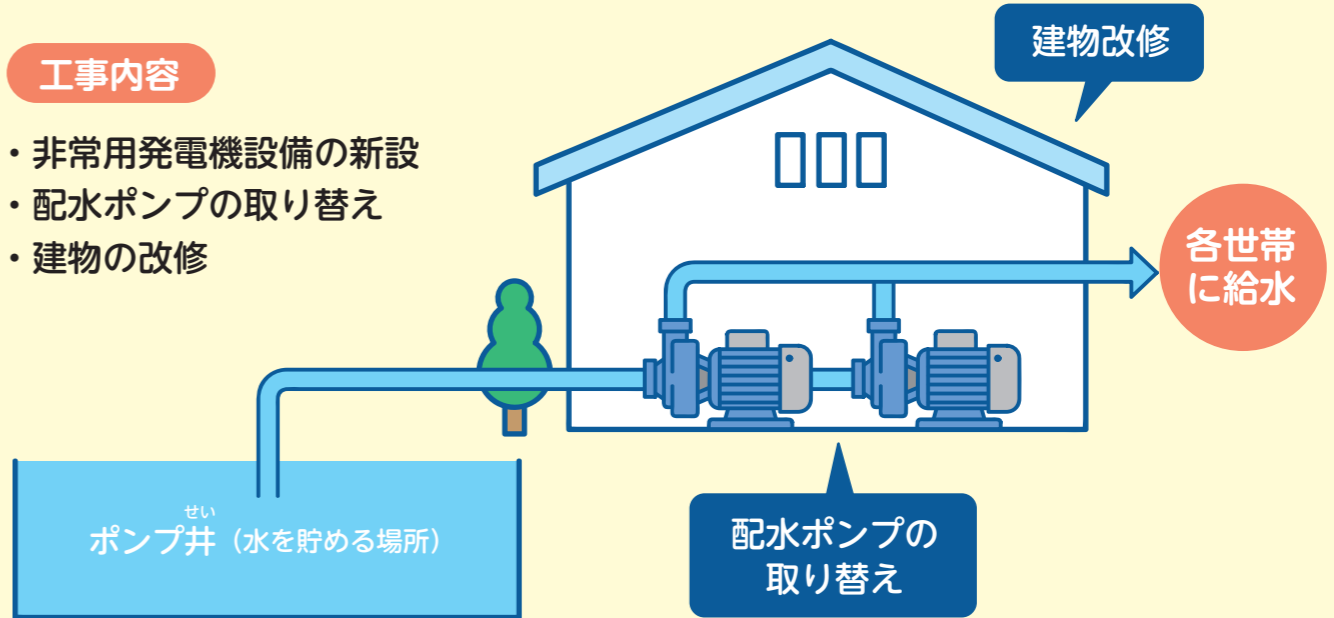 工事内容
・非常用発電機設備の新設
・配水ポンプの取り替え
・建物の改修
建物改修
各世帯
に給水
せい
ポンプ井（水を貯める場所）
配水ポンプの
取り替え